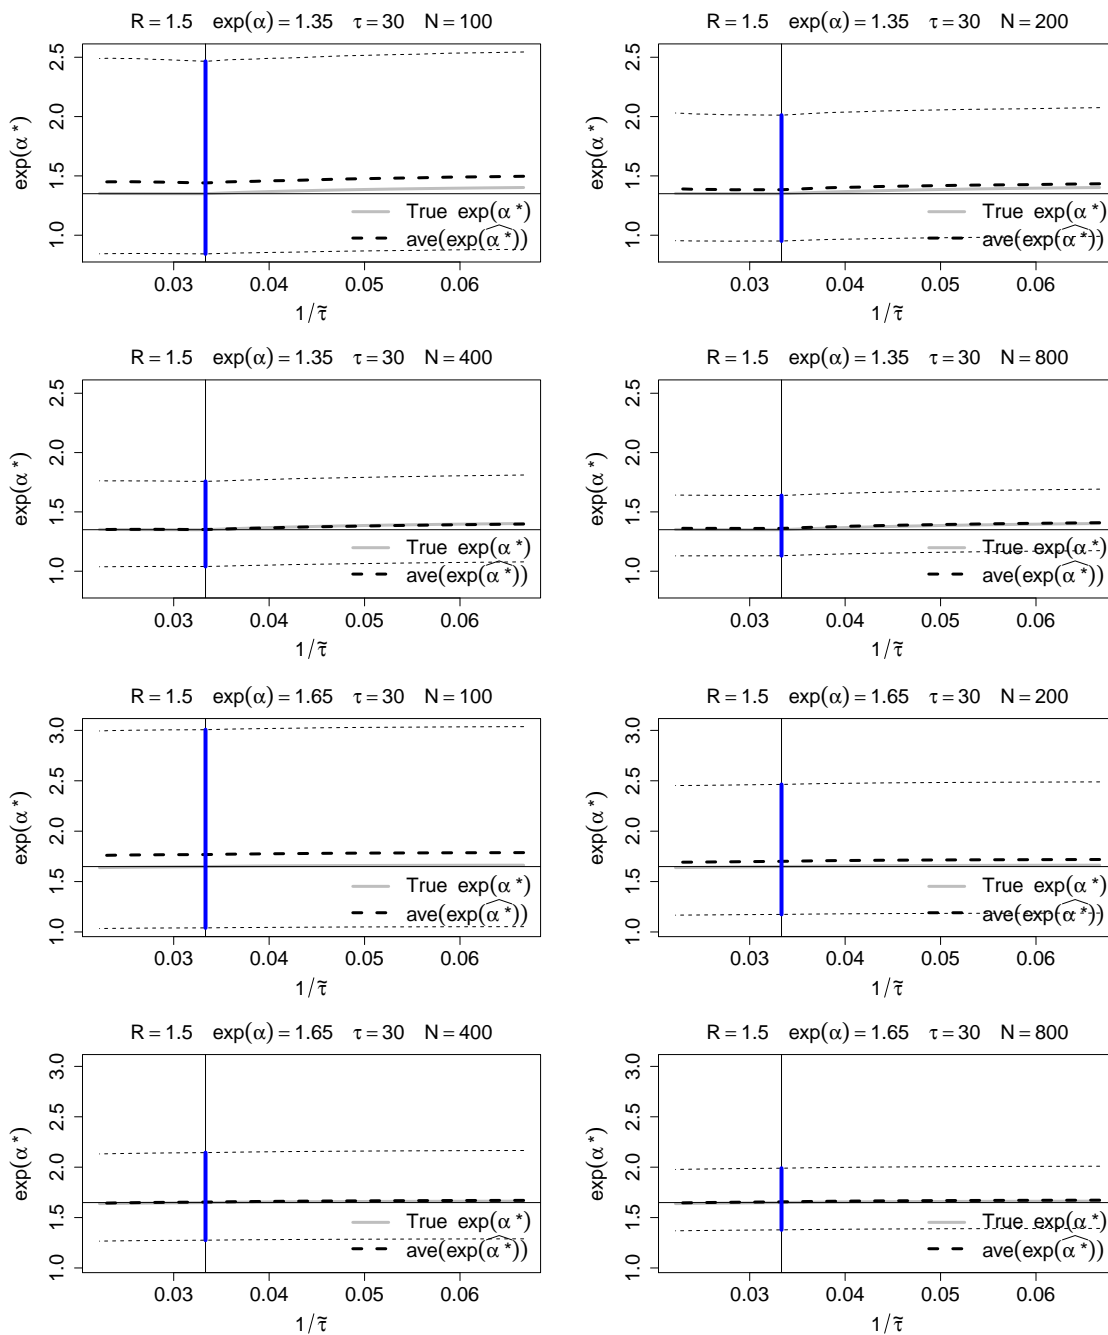 R = 1.5 exp(α) = 1.35 τ = 30 N = 100
exp(α*)
1.0 1.5 2.0 2.5
True exp(α*)
ave(exp(α̂*))
0.03 0.04 0.05 0.06
1/τ̃
R = 1.5 exp(α) = 1.35 τ = 30 N = 200
exp(α*)
1.0 1.5 2.0 2.5
True exp(α*)
ave(exp(α̂*))
0.03 0.04 0.05 0.06
1/τ̃
R = 1.5 exp(α) = 1.35 τ = 30 N = 400
exp(α*)
1.0 1.5 2.0 2.5
True exp(α*)
ave(exp(α̂*))
0.03 0.04 0.05 0.06
1/τ̃
R = 1.5 exp(α) = 1.35 τ = 30 N = 800
exp(α*)
1.0 1.5 2.0 2.5
True exp(α*)
ave(exp(α̂*))
0.03 0.04 0.05 0.06
1/τ̃
R = 1.5 exp(α) = 1.65 τ = 30 N = 100
exp(α*)
1.0 1.5 2.0 2.5 3.0
True exp(α*)
ave(exp(α̂*))
0.03 0.04 0.05 0.06
1/τ̃
R = 1.5 exp(α) = 1.65 τ = 30 N = 200
exp(α*)
1.0 1.5 2.0 2.5 3.0
True exp(α*)
ave(exp(α̂*))
0.03 0.04 0.05 0.06
1/τ̃
R = 1.5 exp(α) = 1.65 τ = 30 N = 400
exp(α*)
1.0 1.5 2.0 2.5 3.0
True exp(α*)
ave(exp(α̂*))
0.03 0.04 0.05 0.06
1/τ̃
R = 1.5 exp(α) = 1.65 τ = 30 N = 800
exp(α*)
1.0 1.5 2.0 2.5 3.0
True exp(α*)
ave(exp(α̂*))
0.03 0.04 0.05 0.06
1/τ̃